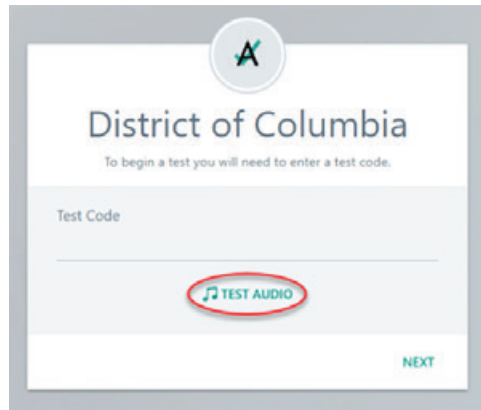 District of Columbia
To begin a test you will need to enter a test code.
Test Code
TEST AUDIO
NEXT